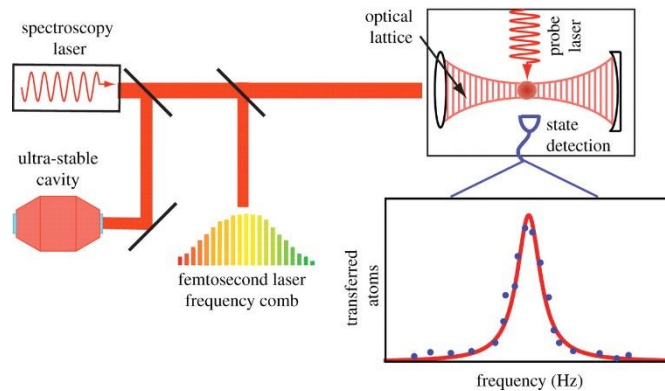 spectroscopy
laser
optical
lattice
probe
laser
state
detection
ultra-stable
cavity
femtosecond laser
frequency comb
transferred
atoms
frequency (Hz)